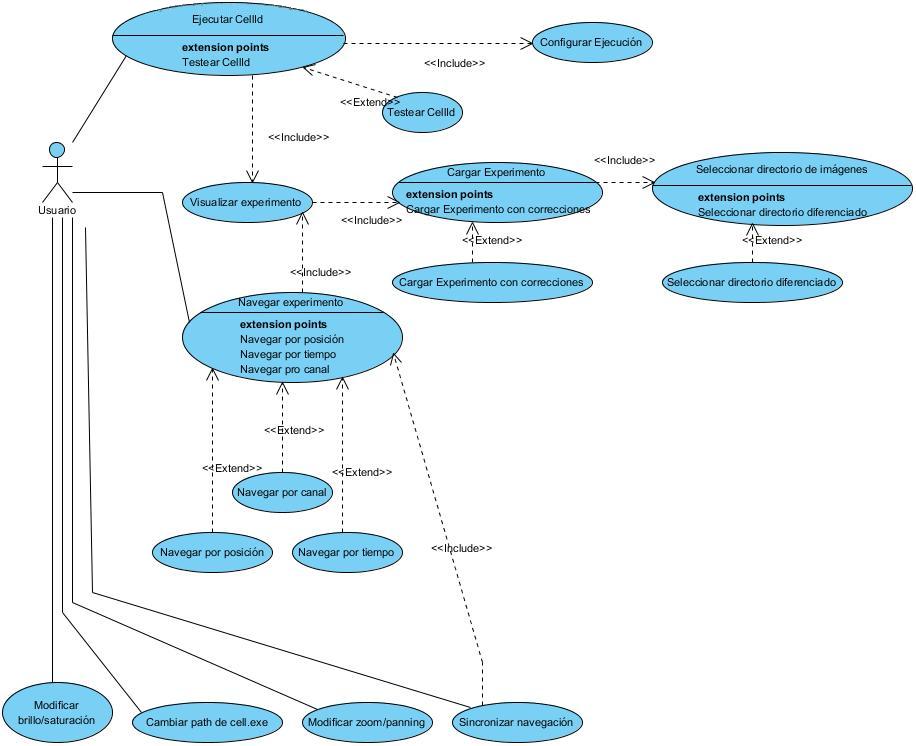 Ejecutar CellId
extension points
Testear CellId
Configurar Ejecución
<<Include>>
<<Extend>>
Testear CellId
<<Include>>
Usuario
Visualizar experimento
<<Include>>
Cargar Experimento
extension points
Cargar Experimento con correcciones
<<Include>>
Seleccionar directorio de imágenes
extension points
Seleccionar directorio diferenciado
<<Extend>>
Cargar Experimento con correcciones
<<Extend>>
Seleccionar directorio diferenciado
<<Include>>
Navegar experimento
extension points
Navegar por posición
Navegar por tiempo
Navegar pro canal
<<Extend>>
<<Extend>>
<<Extend>>
Navegar por canal
Navegar por posición
Navegar por tiempo
<<Include>>
Modificar
brillo/saturación
Cambiar path de cell.exe
Modificar zoom/panning
Sincronizar navegación